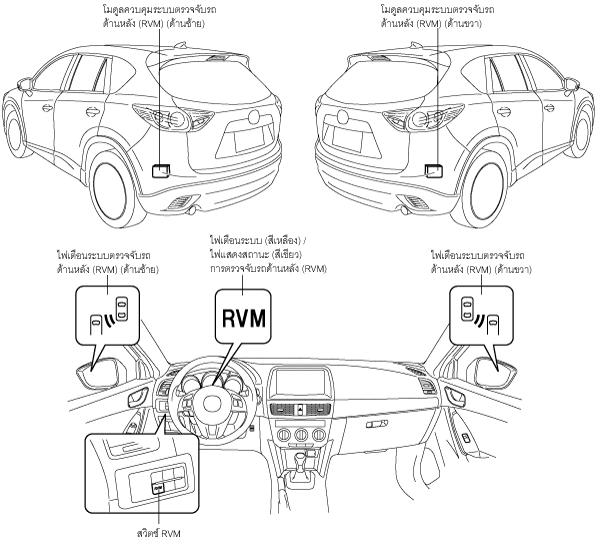 โมดูลควบคุมระบบตรวจจับรถ
ด้านหลัง (RVM) (ด้านซ้าย)
โมดูลควบคุมระบบตรวจจับรถ
ด้านหลัง (RVM) (ด้านขวา)
ไฟเตือนระบบตรวจจับรถ
ด้านหลัง (RVM) (ด้านซ้าย)
ไฟเตือนระบบ (สีเหลือง) /
ไฟแสดงสถานะ (สีเขียว)
การตรวจจับรถด้านหลัง (RVM)
ไฟเตือนระบบตรวจจับรถ
ด้านหลัง (RVM) (ด้านขวา)
RVM
RVM
สวิตช์ RVM